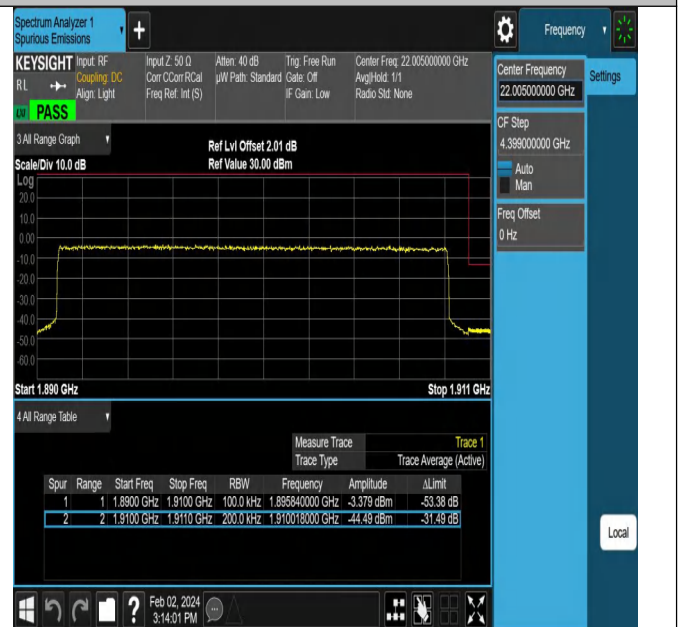 Spectrum Analyzer 1
Spurious Emissions
+
Frequency
KEYSIGHT Input: RF Input Z: 50 Ω Atten: 40 dB Trig: Free Run Center Freq: 22.005000000 GHz
RL Coupling: DC Corr CCorr RCal µW Path: Standard Gate: Off Avg|Hold: 1/1
Align: Light Freq Ref: Int (S) IF Gain: Low Radio Std: None
PASS
Center Frequency
22.005000000 GHz
Settings
CF Step
4.399000000 GHz
Auto
Man
Freq Offset
0 Hz
3 All Range Graph
Ref Lvl Offset 2.01 dB
Scale/Div 10.0 dB Ref Value 30.00 dBm
Log
20.0
10.0
0.00
-10.0
-20.0
-30.0
-40.0
-50.0
-60.0
Start 1.890 GHz Stop 1.911 GHz
4 All Range Table
Measure Trace Trace 1
Trace Type Trace Average (Active)
Spur Range Start Freq Stop Freq RBW Frequency Amplitude ΔLimit
1 1 1.8900 GHz 1.9100 GHz 100.0 kHz 1.895840000 GHz -3.379 dBm -53.38 dB
2 2 1.9100 GHz 1.9110 GHz 200.0 kHz 1.910018000 GHz -44.49 dBm -31.49 dB
Local
? Feb 02, 2024
3:14:01 PM